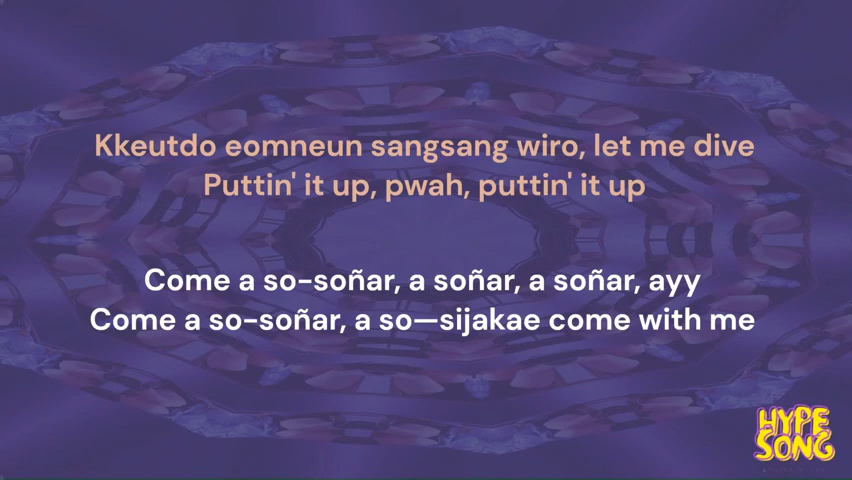 Kkeutdo eomneun sangsang wiro, let me dive
Puttin' it up, pwah, puttin' it up
Come a so-soñar, a soñar, a soñar, ayy
Come a so-soñar, a so—sijakae come with me
HYPE
SONG